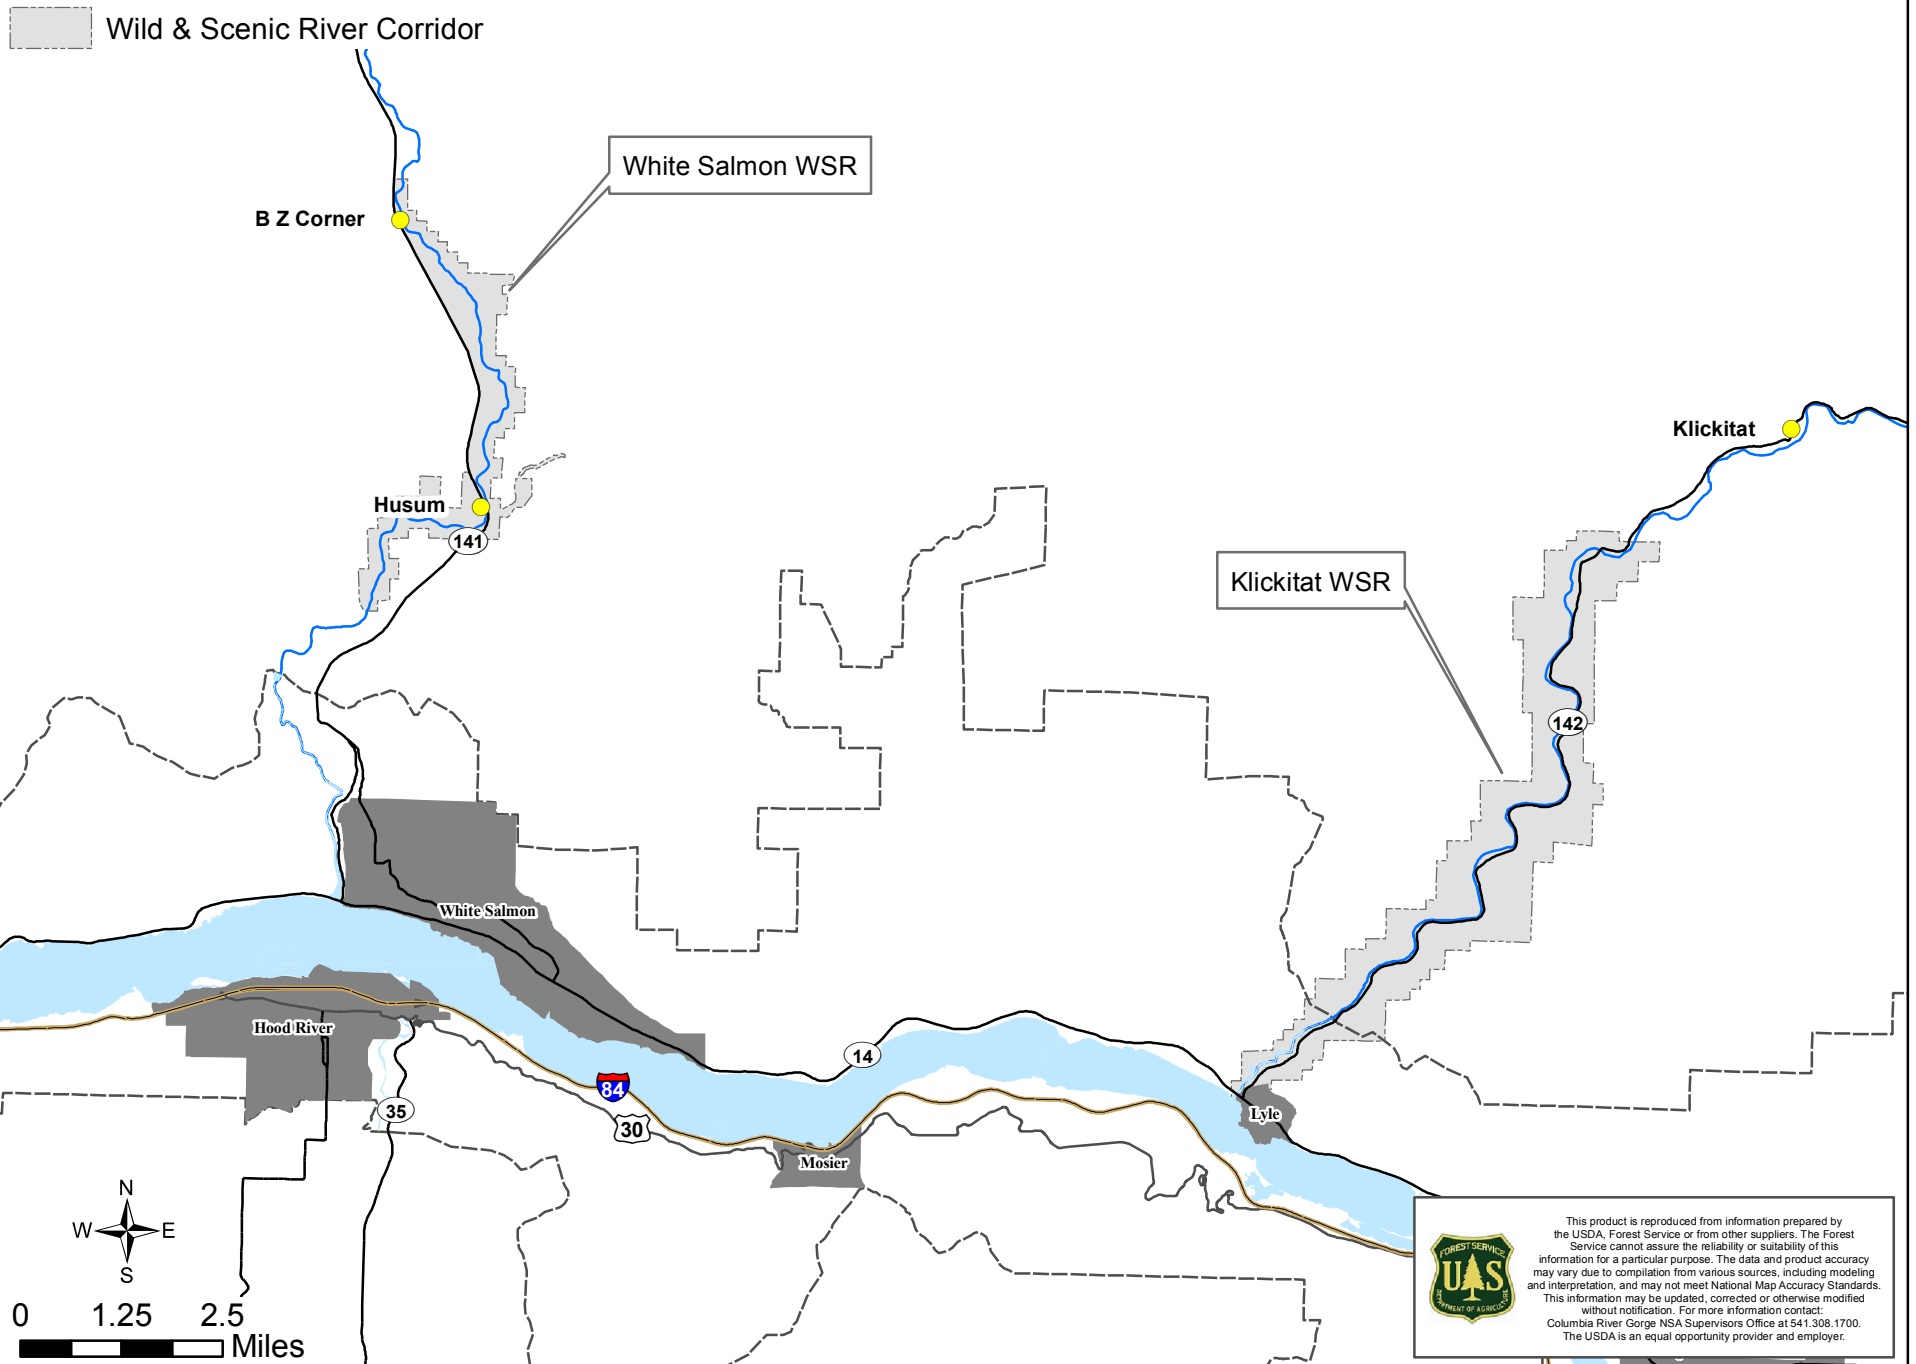 Wild & Scenic River Corridor
White Salmon WSR
B Z Corner
Klickitat
Husum
141
Klickitat WSR
142
White Salmon
Hood River
14
84
35
30
Lyle
Mosier
N
W E
S
0 1.25 2.5
Miles
FOREST SERVICE
UAS
DEPARTMENT OF AGRICULTURE
This product is reproduced from information prepared by
the USDA, Forest Service or from other suppliers. The Forest
Service cannot assure the reliability or suitability of this
information for a particular purpose. The data and product accuracy
may vary due to compilation from various sources, including modeling
and interpretation, and may not meet National Map Accuracy Standards.
This information may be updated, corrected or otherwise modified
without notification. For more information contact:
Columbia River Gorge NSA Supervisors Office at 541.308.1700.
The USDA is an equal opportunity provider and employer.